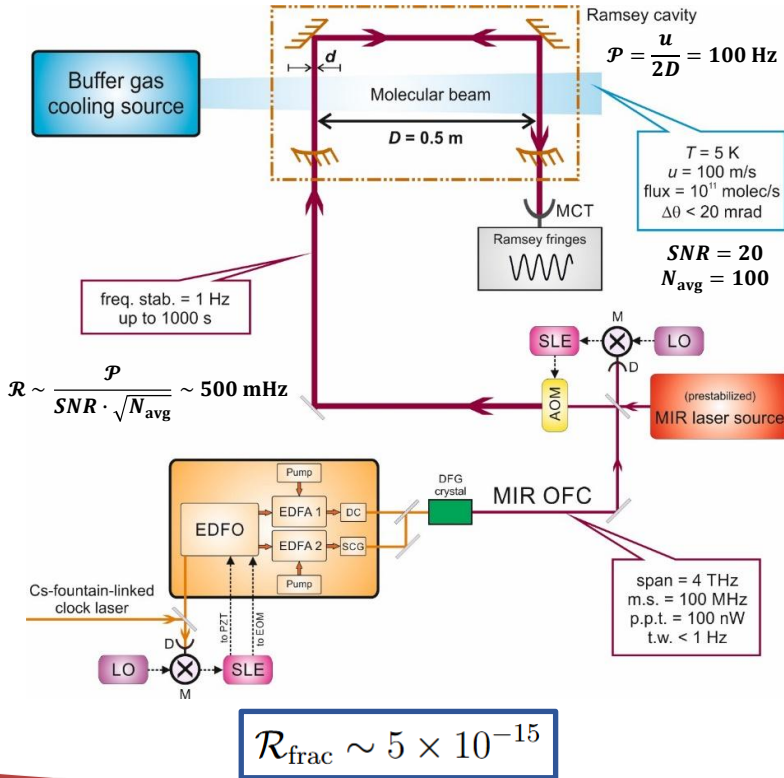 Ramsey cavity
𝒫 = u/2D = 100 Hz
d
Buffer gas
cooling source
Molecular beam
D = 0.5 m
T = 5 K
u = 100 m/s
flux = 10¹¹ molec/s
Δθ < 20 mrad
MCT
Ramsey fringes
SNR = 20
N_avg = 100
freq. stab. = 1 Hz
up to 1000 s
M
SLE
LO
D
ℛ ~ 𝒫/(SNR · √N_avg) ~ 500 mHz
AOM
(prestabilized)
MIR laser source
Pump
DFG
crystal
MIR OFC
EDFO
EDFA 1
DC
EDFA 2
SCG
Pump
Cs-fountain-linked
clock laser
span = 4 THz
m.s. = 100 MHz
p.p.t. = 100 nW
t.w. < 1 Hz
to PZT
to EOM
D
LO
SLE
M
ℛ_frac ~ 5 × 10⁻¹⁵